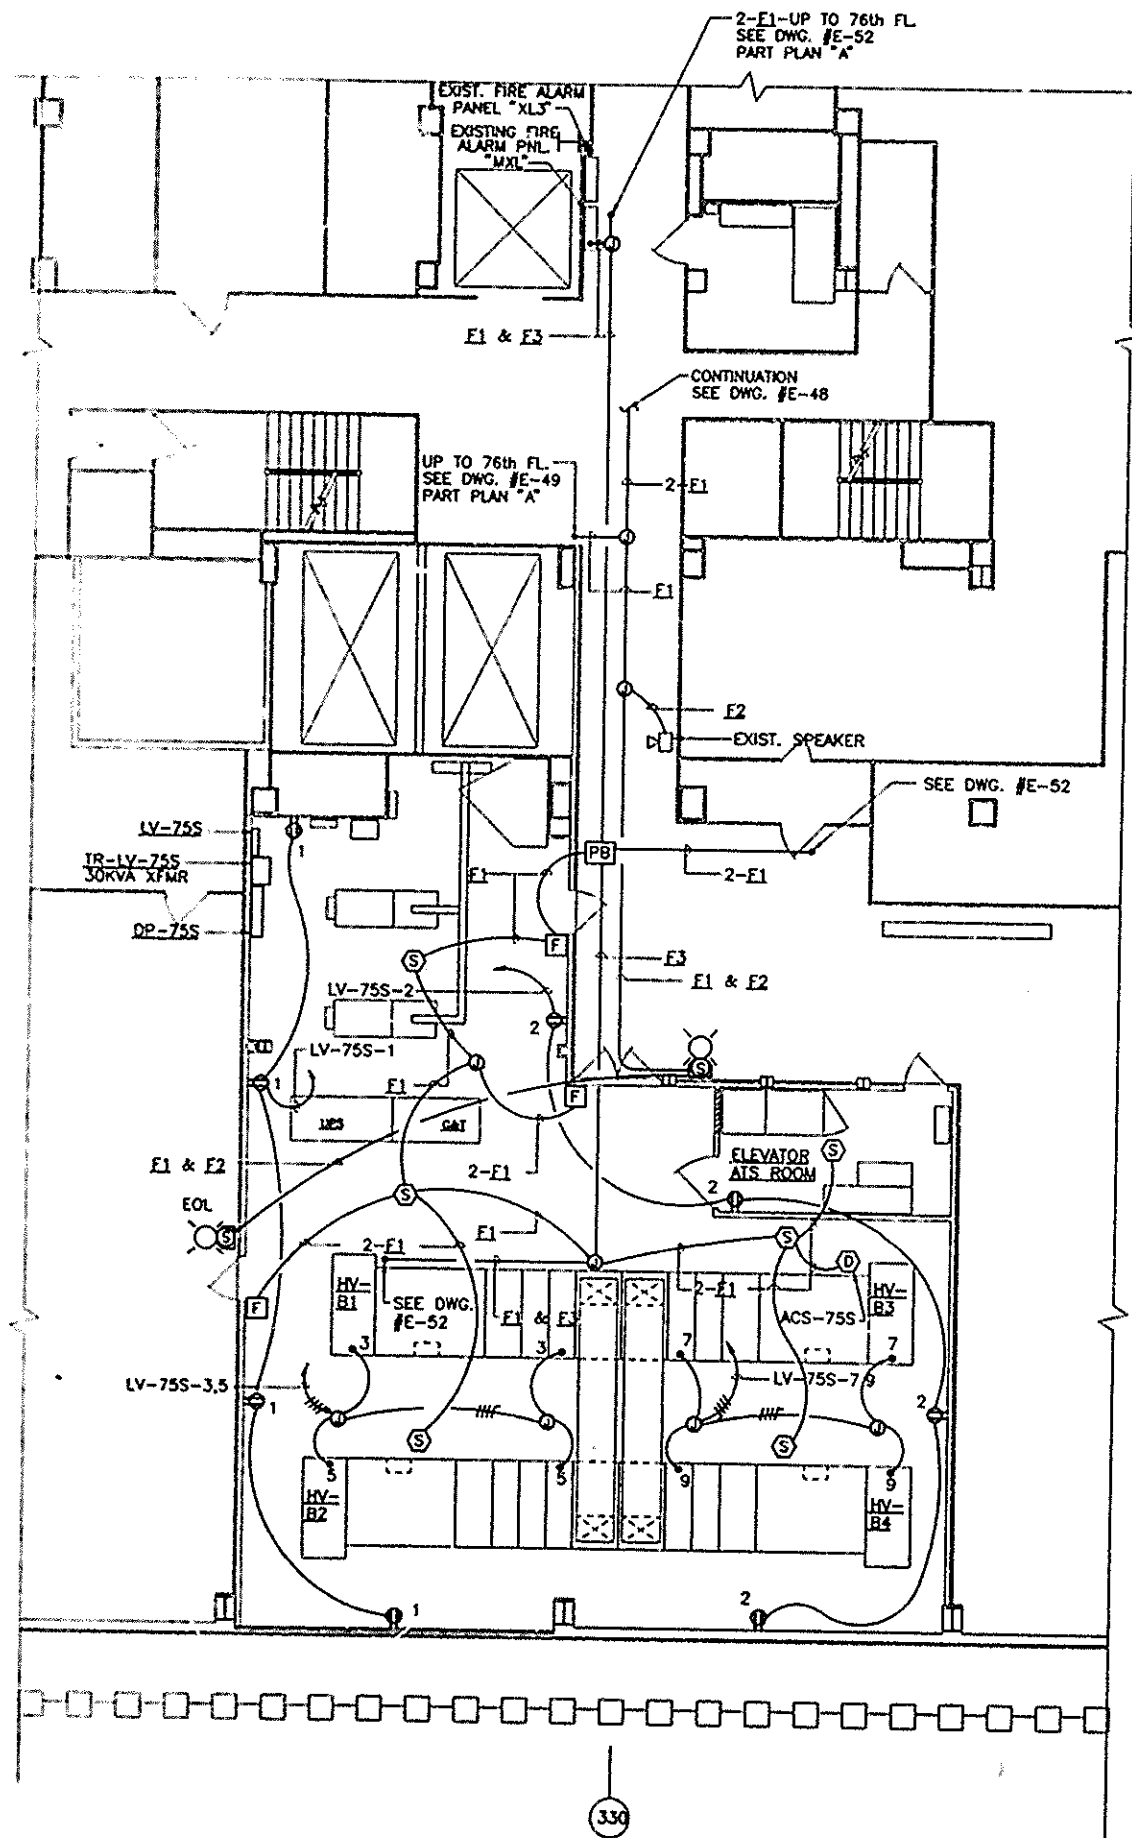 2-F1-UP TO 76th FL.
SEE DWG. #E-52
PART PLAN "A"
EXIST. FIRE ALARM
PANEL "XL3"
EXISTING FIRE
ALARM PNL.
"MXL"
J
F1 & F3
CONTINUATION
SEE DWG. #E-48
UP TO 76th FL.
SEE DWG. #E-49
PART PLAN "A"
2-F1
J
F1
J
F2
EXIST. SPEAKER
SEE DWG. #E-52
LV-75S
1
TR-LV-75S
30KVA XFMR
PB
F1
2-F1
DP-75S
F
S
F3
F1 & F2
LV-75S-2
2
LV-75S-1
J
S
1
F1
F
UPS
G&T
ELEVATOR
ATS ROOM
S
F1 & F2
2-F1
S
2
EOL
S
F1
2-F1
S
J
D
F
HV-
B1
SEE DWG.
#E-52
F1 & F3
2-F1
ACS-75S
HV-
B3
3
3
7
7
LV-75S-3,5
LV-75S-7,9
1
J
J
J
J
2
S
S
5
5
9
9
HV-
B2
HV-
B4
1
2
330